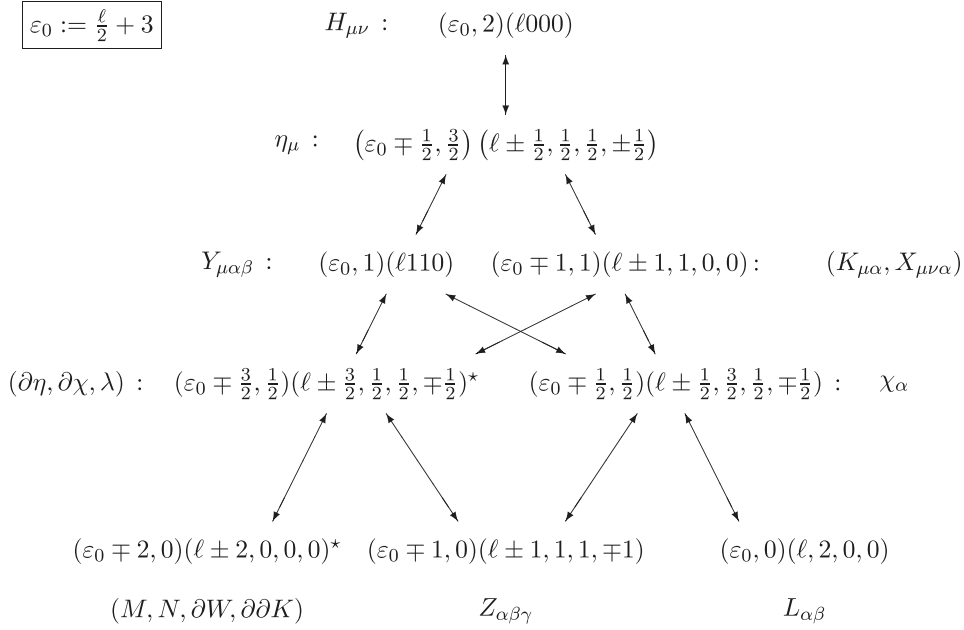 ε₀ := ℓ/2 + 3
H_{μν} : (ε₀, 2)(ℓ000)
η_μ : (ε₀ ∓ 1/2, 3/2) (ℓ ± 1/2, 1/2, 1/2, ±1/2)
Y_{μαβ} : (ε₀, 1)(ℓ110) (ε₀ ∓ 1, 1)(ℓ ± 1, 1, 0, 0) : (K_{μα}, X_{μνα})
(∂η, ∂χ, λ) : (ε₀ ∓ 3/2, 1/2)(ℓ ± 3/2, 1/2, 1/2, ∓1/2)⋆ (ε₀ ∓ 1/2, 1/2)(ℓ ± 1/2, 3/2, 1/2, ∓1/2) : χ_α
(ε₀ ∓ 2, 0)(ℓ ± 2, 0, 0, 0)⋆ (ε₀ ∓ 1, 0)(ℓ ± 1, 1, 1, ∓1) (ε₀, 0)(ℓ, 2, 0, 0)
(M, N, ∂W, ∂∂K) Z_{αβγ} L_{αβ}